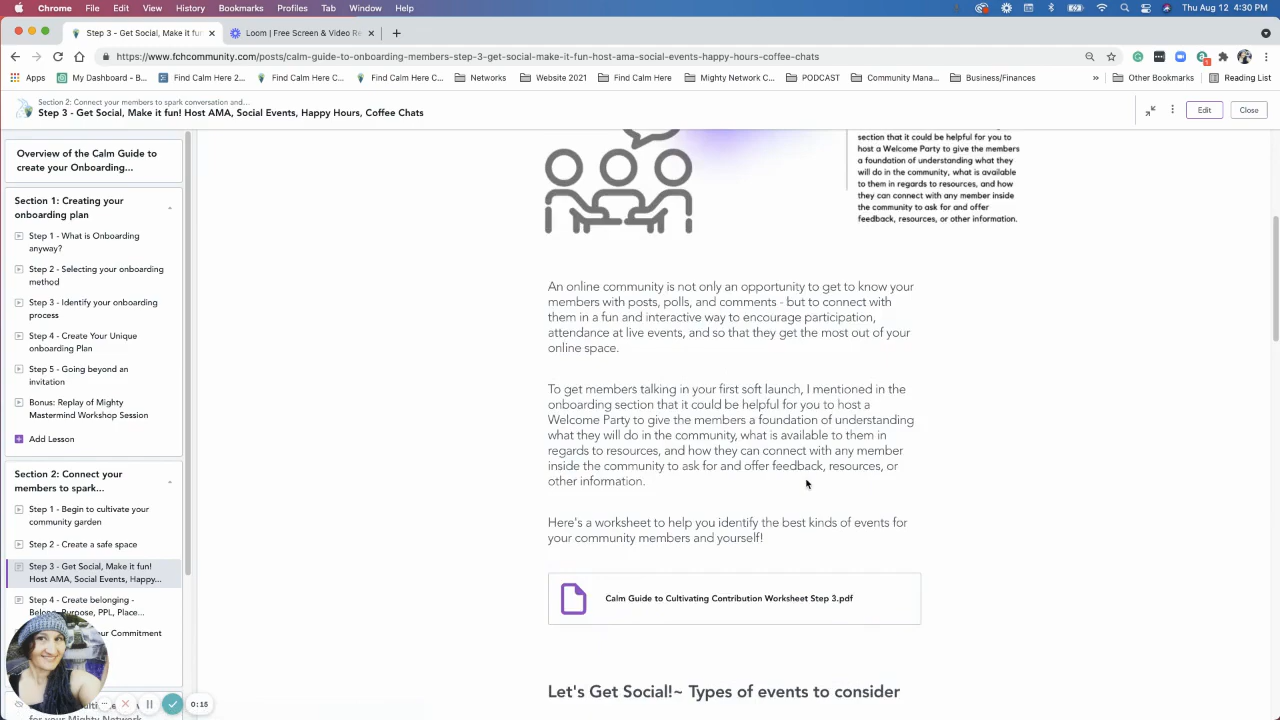 Chrome File Edit View History Bookmarks Profiles Tab Window Help Thu Aug 12 4:30 PM
Step 3 - Get Social, Make it fu
Loom | Free Screen & Video Re
https://www.fchcommunity.com/posts/calm-guide-to-onboarding-members-step-3-get-social-make-it-fun-host-ama-social-events-happy-hours-coffee-chats
Apps My Dashboard - B... Find Calm Here 2... Find Calm Here C... Find Calm Here C... Networks Website 2021 Find Calm Here Mighty Network C... PODCAST Community Mana... Business/Finances » Other Bookmarks Reading List
Section 2: Connect your members to spark conversation and...
Step 3 - Get Social, Make it fun! Host AMA, Social Events, Happy Hours, Coffee Chats
Edit Close
Overview of the Calm Guide to
create your Onboarding...
Section 1: Creating your
onboarding plan
Step 1 - What is Onboarding
anyway?
Step 2 - Selecting your onboarding
method
Step 3 - Identify your onboarding
process
Step 4 - Create Your Unique
onboarding Plan
Step 5 - Going beyond an
invitation
Bonus: Replay of Mighty
Mastermind Workshop Session
Add Lesson
Section 2: Connect your
members to spark...
Step 1 - Begin to cultivate your
community garden
Step 2 - Create a safe space
Step 3 - Get Social, Make it fun!
Host AMA, Social Events, Happy...
Step 4 - Create belonging -
Belong, Purpose, PPL, Place...
Commitment
for your Mighty Network
0:15
section that it could be helpful for you to
host a Welcome Party to give the members
a foundation of understanding what they
will do in the community, what is available
to them in regards to resources, and how
they can connect with any member inside
the community to ask for and offer
feedback, resources, or other information.
An online community is not only an opportunity to get to know your
members with posts, polls, and comments - but to connect with
them in a fun and interactive way to encourage participation,
attendance at live events, and so that they get the most out of your
online space.
To get members talking in your first soft launch, I mentioned in the
onboarding section that it could be helpful for you to host a
Welcome Party to give the members a foundation of understanding
what they will do in the community, what is available to them in
regards to resources, and how they can connect with any member
inside the community to ask for and offer feedback, resources, or
other information.
Here's a worksheet to help you identify the best kinds of events for
your community members and yourself!
Calm Guide to Cultivating Contribution Worksheet Step 3.pdf
Let's Get Social!~ Types of events to consider